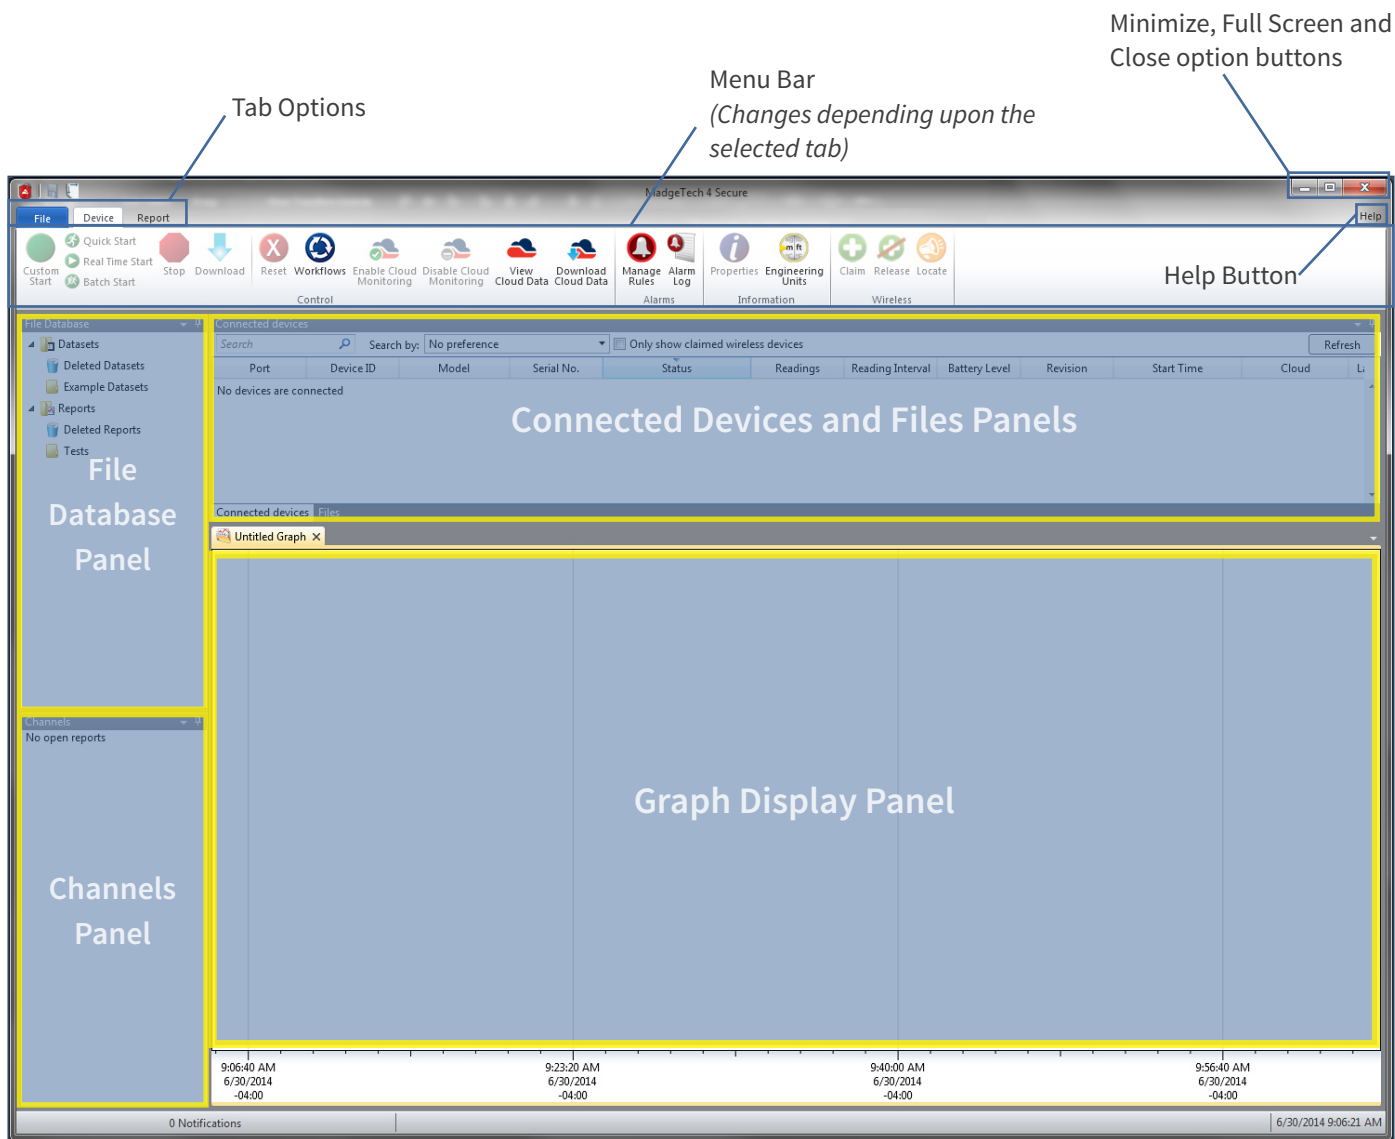 Minimize, Full Screen and
Close option buttons
Menu Bar
(Changes depending upon the
selected tab)
Tab Options
MadgeTech 4 Secure
File
Device
Report
Help
Custom
Start
Quick Start
Real Time Start
Batch Start
Stop
Download
Reset
Workflows
Enable Cloud
Monitoring
Disable Cloud
Monitoring
View
Cloud Data
Download
Cloud Data
Control
Manage
Rules
Alarm
Log
Alarms
Properties
m/ft
Engineering
Units
Information
Claim
Release
Locate
Wireless
Help Button
File Database
Datasets
Deleted Datasets
Example Datasets
Reports
Deleted Reports
Tests
File
Database
Panel
Connected devices
Search
Search by:
No preference
Only show claimed wireless devices
Refresh
Port
Device ID
Model
Serial No.
Status
Readings
Reading Interval
Battery Level
Revision
Start Time
Cloud
No devices are connected
Connected Devices and Files Panels
Connected devices
Files
Untitled Graph
Channels
No open reports
Channels
Panel
Graph Display Panel
9:06:40 AM
6/30/2014
-04:00
9:23:20 AM
6/30/2014
-04:00
9:40:00 AM
6/30/2014
-04:00
9:56:40 AM
6/30/2014
-04:00
0 Notifications
6/30/2014 9:06:21 AM